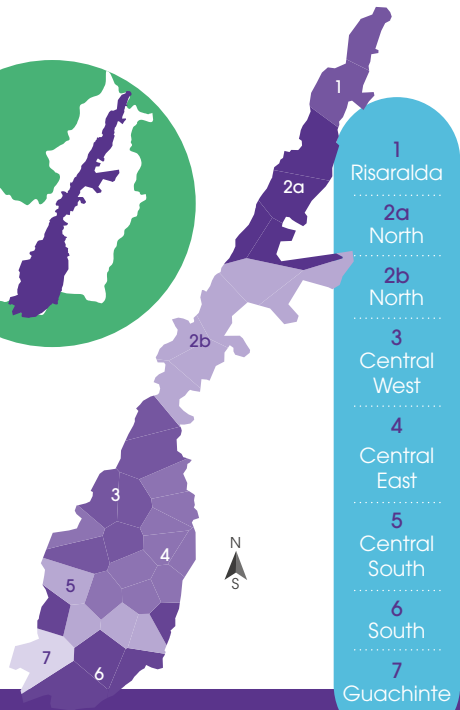 1
2a
2b
3
4
5
7
6
N
S
1
Risaralda
2a
North
2b
North
3
Central
West
4
Central
East
5
Central
South
6
South
7
Guachinte